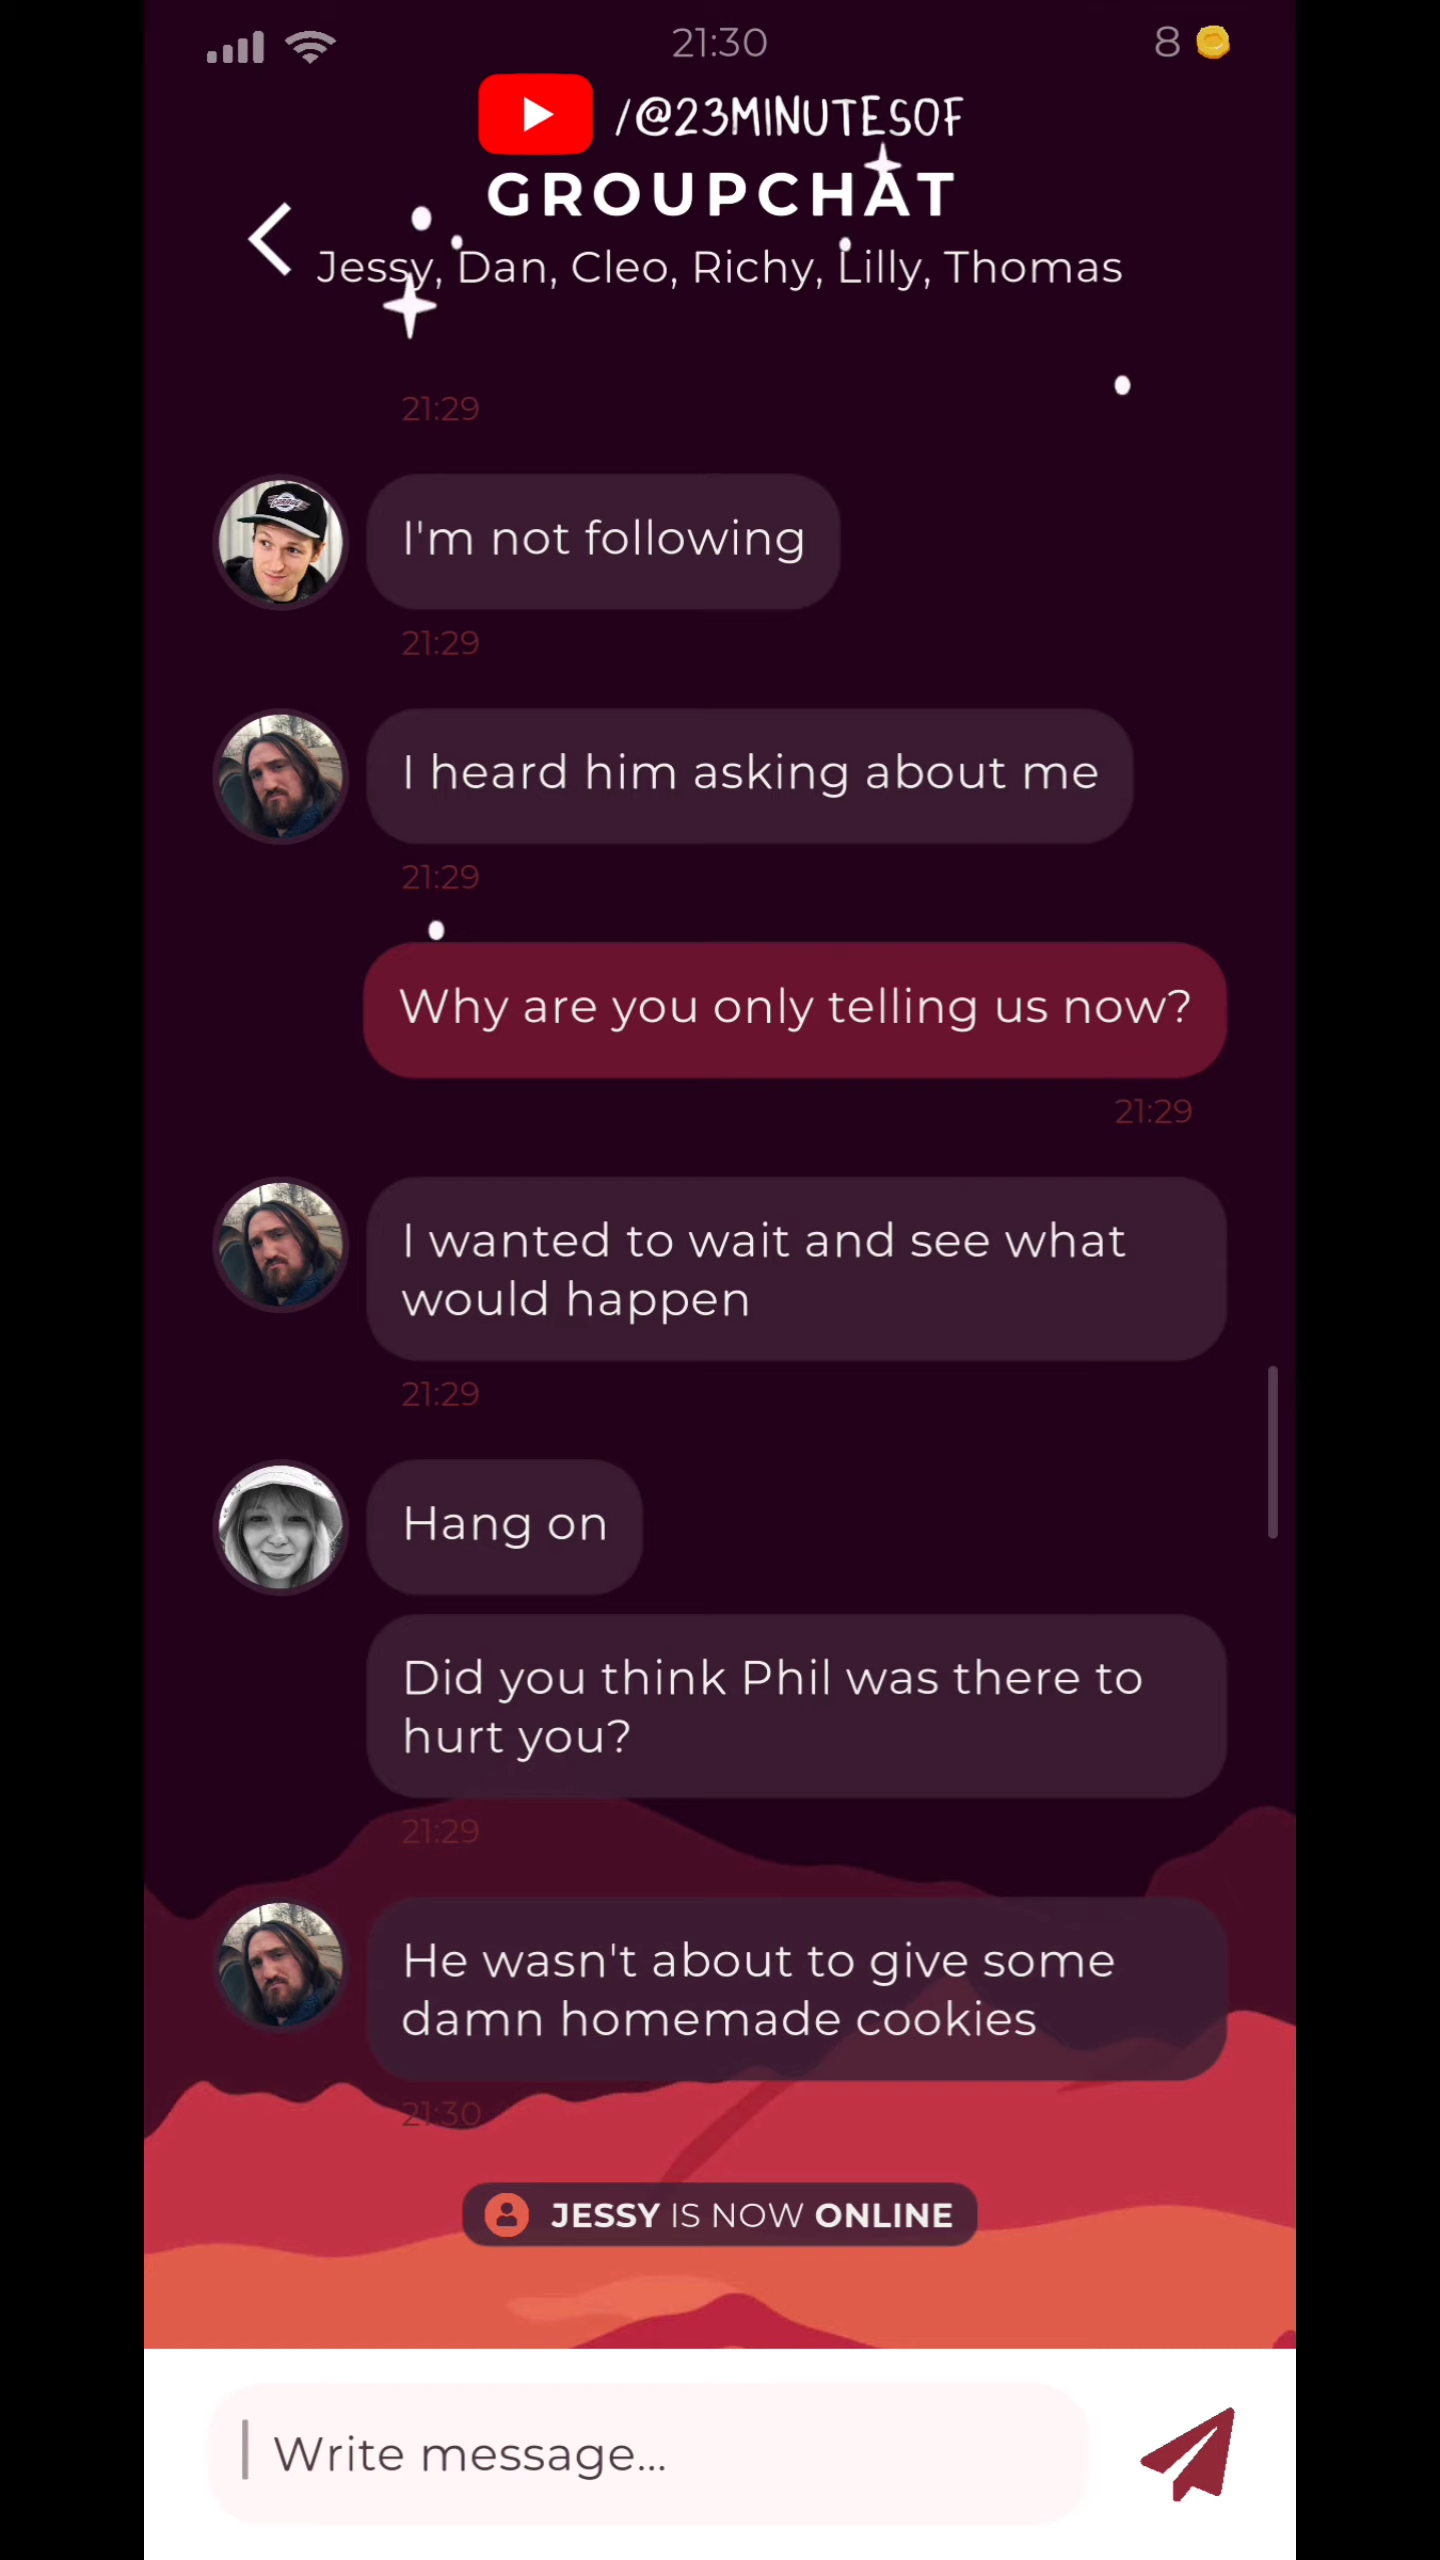 21:30
8
/@23MINUTESOF
GROUPCHAT
Jessy, Dan, Cleo, Richy, Lilly, Thomas
21:29
I'm not following
21:29
I heard him asking about me
21:29
Why are you only telling us now?
21:29
I wanted to wait and see what
would happen
21:29
Hang on
Did you think Phil was there to
hurt you?
21:29
He wasn't about to give some
damn homemade cookies
21:30
JESSY IS NOW ONLINE
Write message...